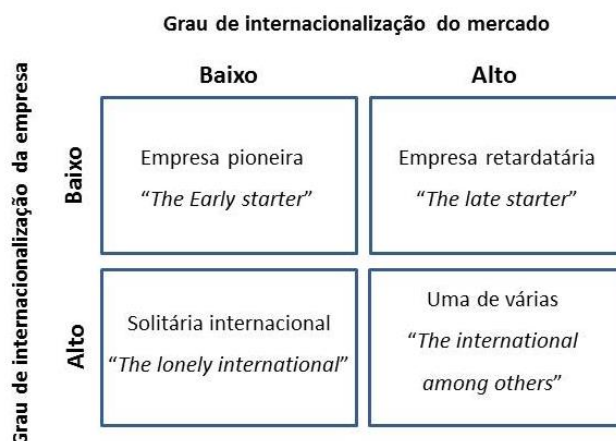 Grau de internacionalização do mercado
Baixo
Alto
Grau de internacionalização da empresa
Baixo
Empresa pioneira
“The Early starter”
Empresa retardatária
“The late starter”
Alto
Solitária internacional
“The lonely international”
Uma de várias
“The international
among others”